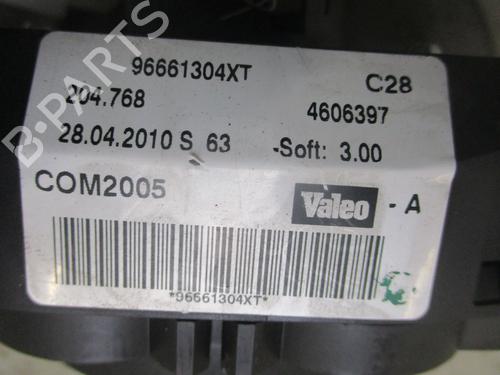 96661304XT C28
204.768 4606397
28.04.2010 S 63 -Soft: 3.00
COM2005 Valeo - A
*96661304XT*
B-PARTS